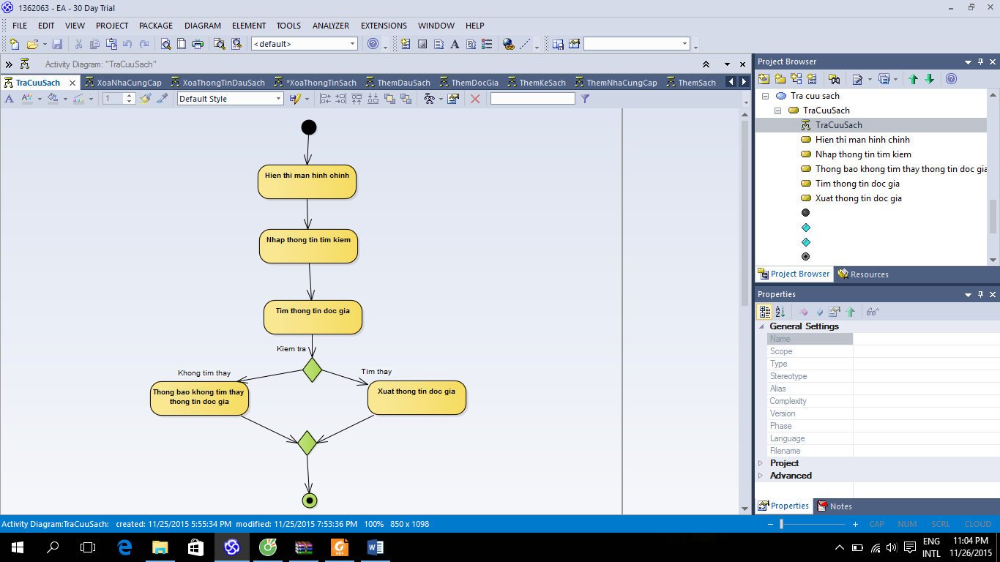 1362063 - EA - 30 Day Trial
FILE EDIT VIEW PROJECT PACKAGE DIAGRAM ELEMENT TOOLS ANALYZER EXTENSIONS WINDOW HELP
<default>
Activity Diagram: "TraCuuSach"
TraCuuSach XoaNhaCungCap XoaThongTinDauSach *XoaThongTinSach ThemDauSach ThemDocGia ThemKeSach ThemNhaCungCap ThemSach
1 Default Style
Hien thi man hinh chinh
Nhap thong tin tim kiem
Tim thong tin doc gia
Kiem tra
Khong tim thay
Tim thay
Thong bao khong tim thay
thong tin doc gia
Xuat thong tin doc gia
Project Browser
Tra cuu sach
TraCuuSach
TraCuuSach
Hien thi man hinh chinh
Nhap thong tin tim kiem
Thong bao khong tim thay thong tin doc gia
Tim thong tin doc gia
Xuat thong tin doc gia
Project Browser Resources
Properties
General Settings
Name
Scope
Type
Stereotype
Alias
Complexity
Version
Phase
Language
Filename
Project
Advanced
Properties Notes
Activity Diagram:TraCuuSach: created: 11/25/2015 5:55:34 PM modified: 11/25/2015 7:53:36 PM 100% 850 x 1098
CAP NUM SCRL CLOUD
ENG
INTL
11:04 PM
11/26/2015